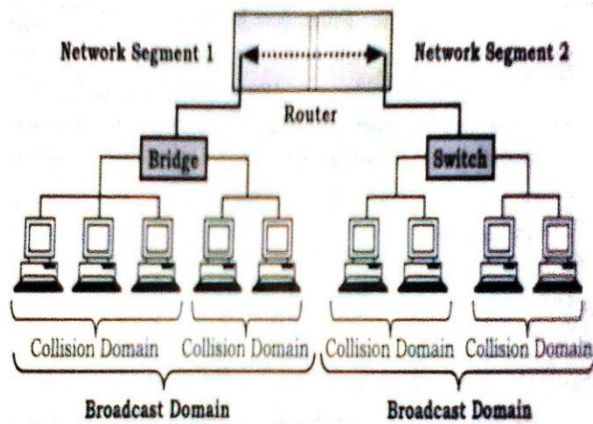 Network Segment 1
Network Segment 2
Router
Bridge
Switch
Collision Domain
Collision Domain
Collision Domain
Collision Domain
Broadcast Domain
Broadcast Domain